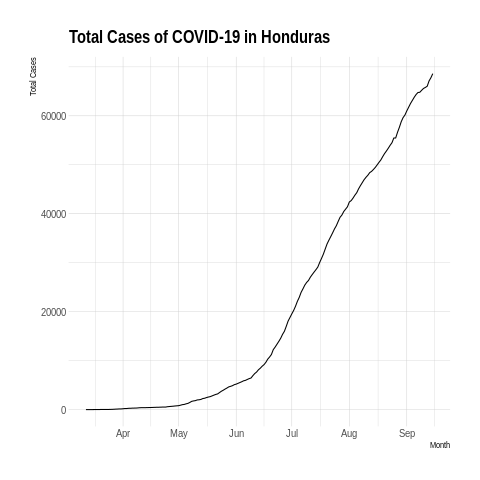 Total Cases of COVID-19 in Honduras
Total Cases
60000
40000
20000
0
Apr May Jun Jul Aug Sep
Month